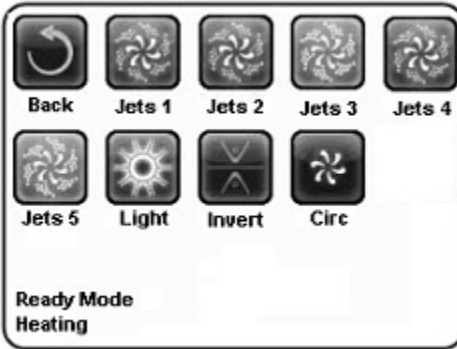 Back Jets 1 Jets 2 Jets 3 Jets 4
Jets 5 Light Invert Circ
Ready Mode
Heating